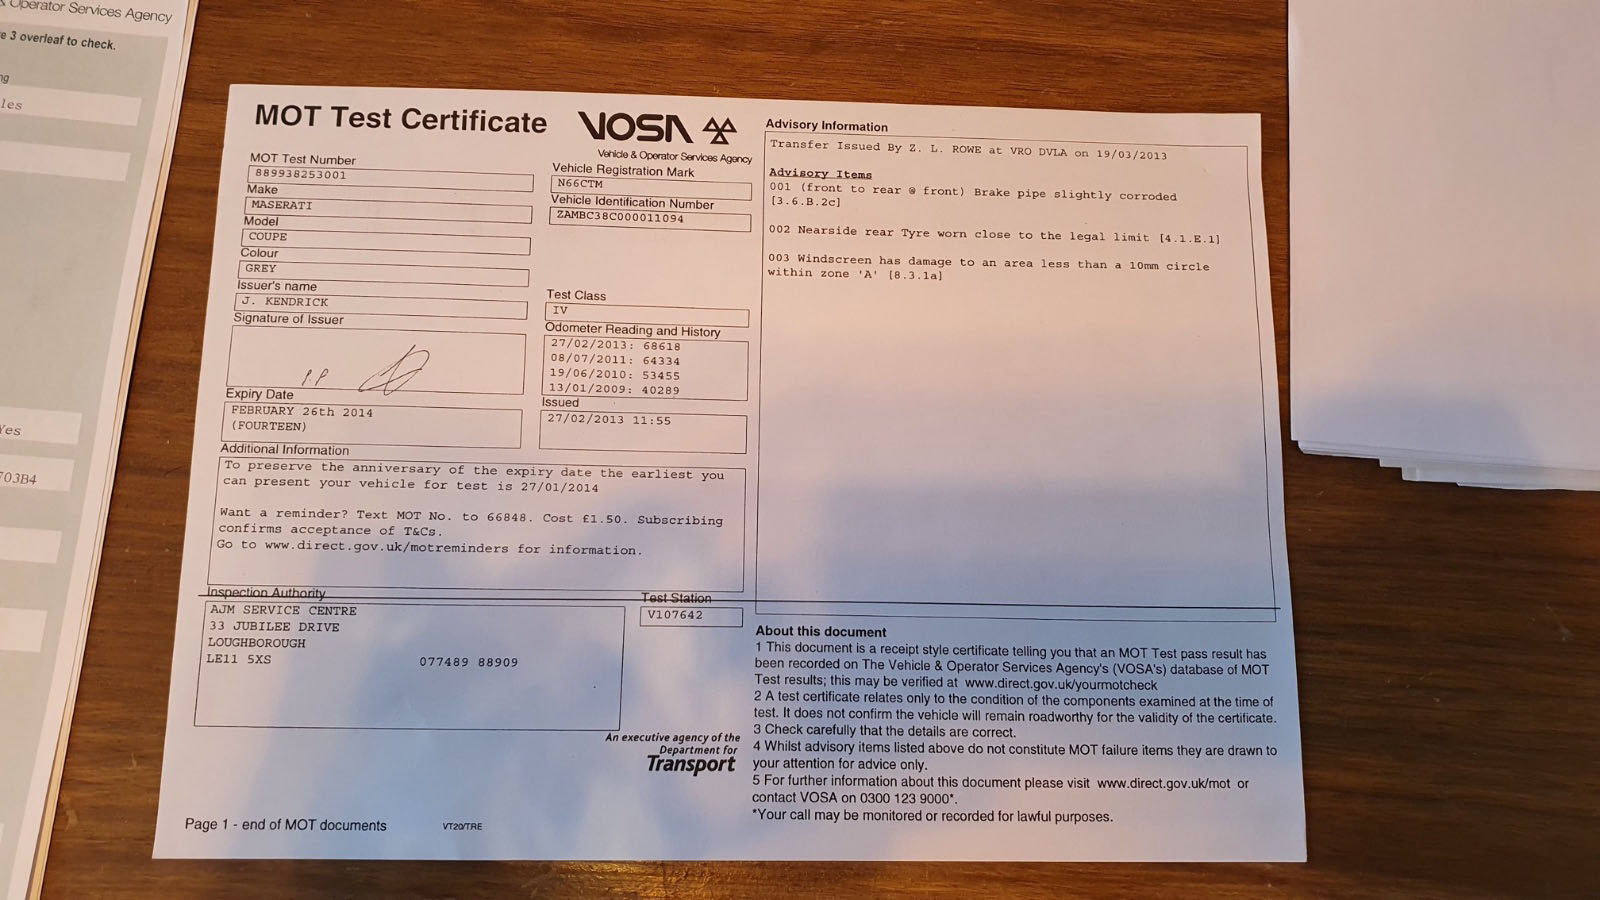 & Operator Services Agency
e 3 overleaf to check.
ng
les
Yes
703B4
MOT Test Certificate
VOSA
Vehicle & Operator Services Agency
MOT Test Number
889938253001
Make
MASERATI
Model
COUPE
Colour
GREY
Issuer's name
J. KENDRICK
Signature of Issuer
P.P
Expiry Date
FEBRUARY 26th 2014
(FOURTEEN)
Vehicle Registration Mark
N66CTM
Vehicle Identification Number
ZAMBC38C000011094
Test Class
IV
Odometer Reading and History
27/02/2013: 68618
08/07/2011: 64334
19/06/2010: 53455
13/01/2009: 40289
Issued
27/02/2013 11:55
Additional Information
To preserve the anniversary of the expiry date the earliest you
can present your vehicle for test is 27/01/2014
Want a reminder? Text MOT No. to 66848. Cost £1.50. Subscribing
confirms acceptance of T&Cs.
Go to www.direct.gov.uk/motreminders for information.
Inspection Authority
AJM SERVICE CENTRE
33 JUBILEE DRIVE
LOUGHBOROUGH
LE11 5XS 077489 88909
Test Station
V107642
An executive agency of the
Department for
Transport
Page 1 - end of MOT documents
VT20/TRE
Advisory Information
Transfer Issued By Z. L. ROWE at VRO DVLA on 19/03/2013
Advisory Items
001 (front to rear @ front) Brake pipe slightly corroded
[3.6.B.2c]
002 Nearside rear Tyre worn close to the legal limit [4.1.E.1]
003 Windscreen has damage to an area less than a 10mm circle
within zone 'A' [8.3.1a]
About this document
1 This document is a receipt style certificate telling you that an MOT Test pass result has
been recorded on The Vehicle & Operator Services Agency's (VOSA's) database of MOT
Test results; this may be verified at www.direct.gov.uk/yourmotcheck
2 A test certificate relates only to the condition of the components examined at the time of
test. It does not confirm the vehicle will remain roadworthy for the validity of the certificate.
3 Check carefully that the details are correct.
4 Whilst advisory items listed above do not constitute MOT failure items they are drawn to
your attention for advice only.
5 For further information about this document please visit www.direct.gov.uk/mot or
contact VOSA on 0300 123 9000*.
*Your call may be monitored or recorded for lawful purposes.